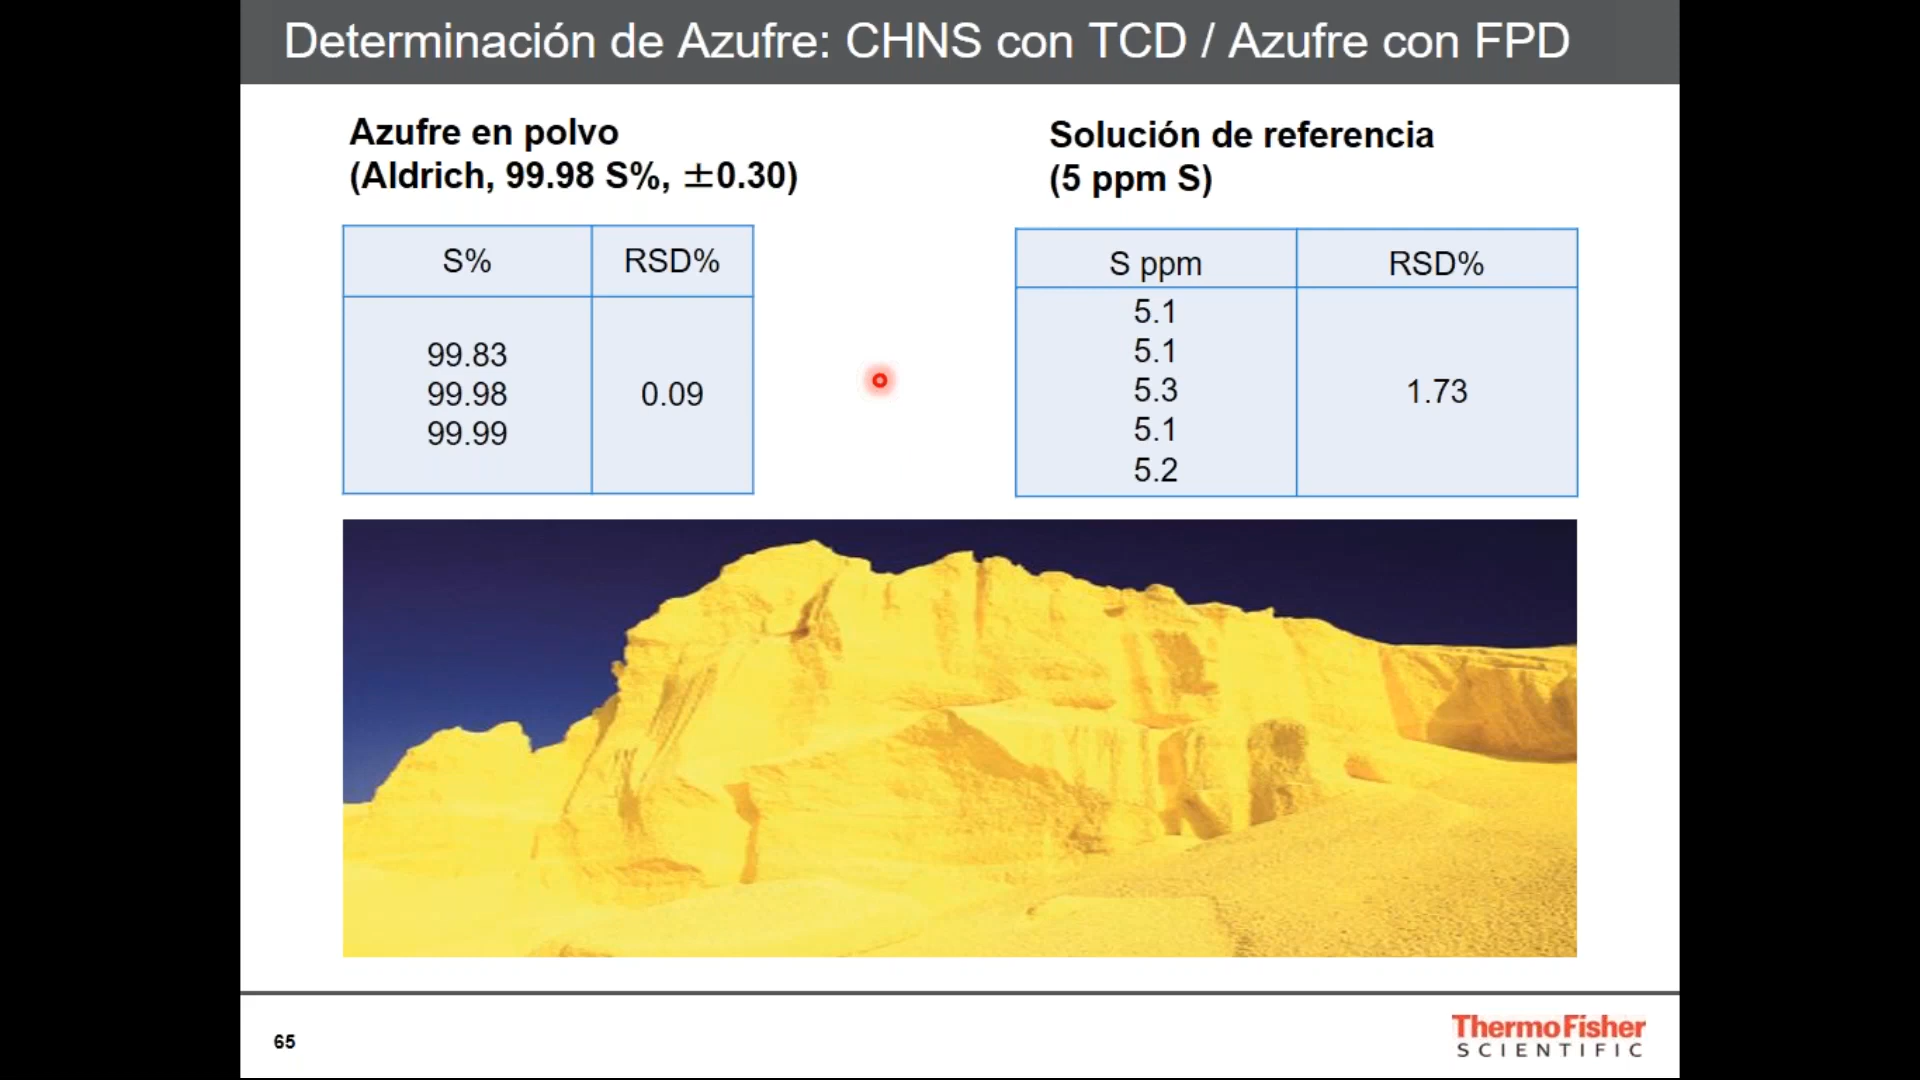 Determinación de Azufre: CHNS con TCD / Azufre con FPD
Azufre en polvo
(Aldrich, 99.98 S%, ±0.30)
S%
RSD%
99.83
99.98
99.99
0.09
Solución de referencia
(5 ppm S)
S ppm
RSD%
5.1
5.1
5.3
5.1
5.2
1.73
65
ThermoFisher
SCIENTIFIC